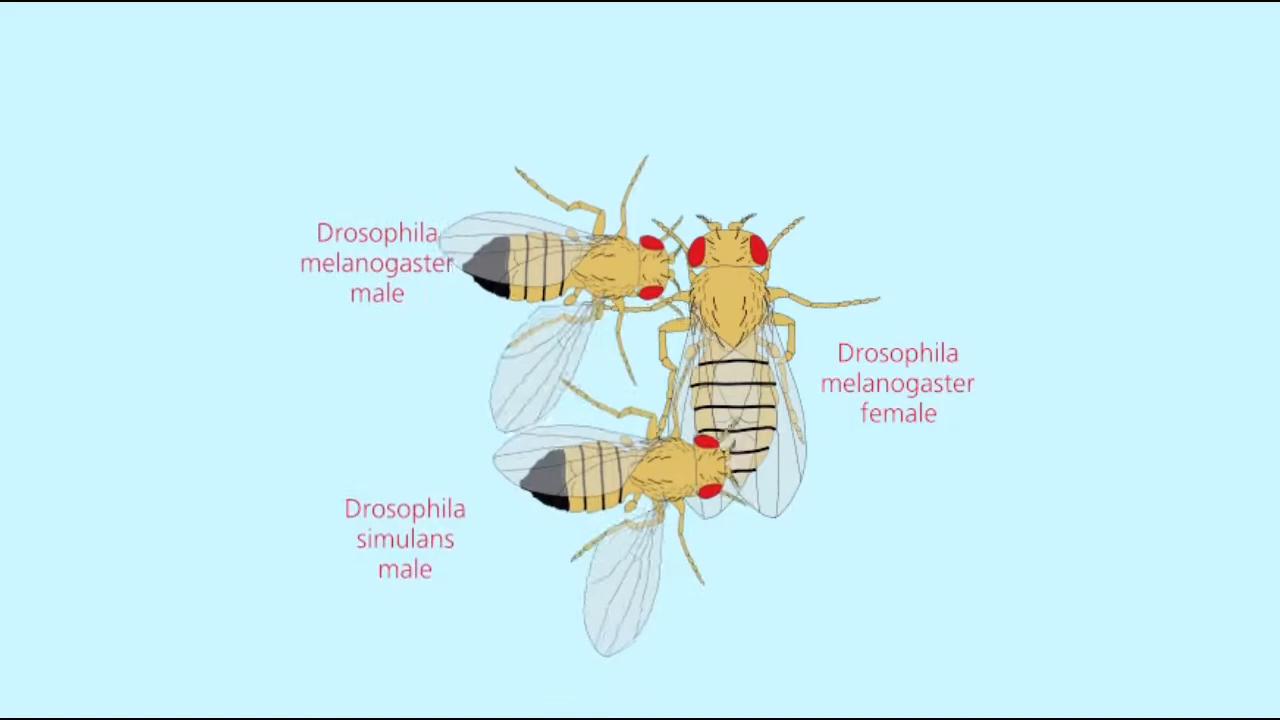 Drosophila
melanogaster
male
Drosophila
melanogaster
female
Drosophila
simulans
male